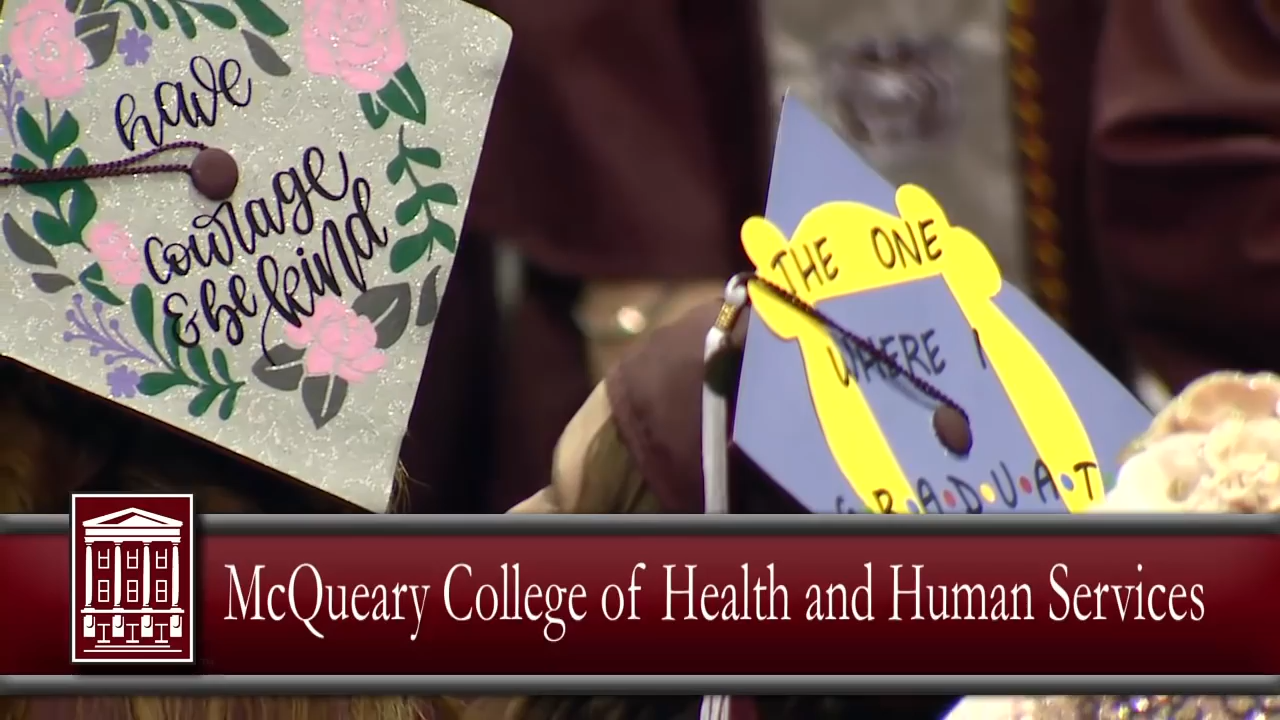 have
courage
& be kind
THE ONE
WHERE I
G•R•A•D•U•A•T
McQueary College of Health and Human Services